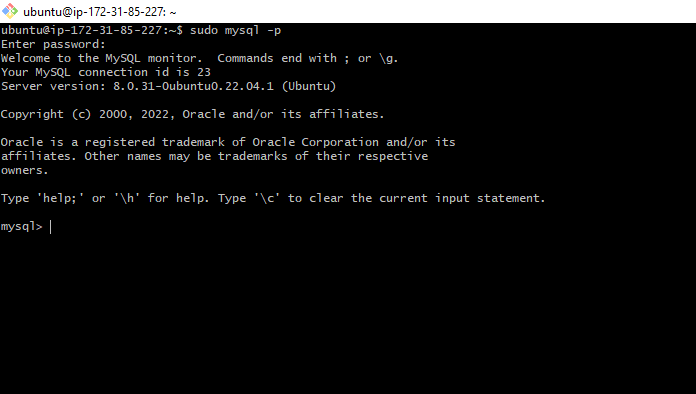 ubuntu@ip-172-31-85-227: ~
ubuntu@ip-172-31-85-227:~$ sudo mysql -p
Enter password:
Welcome to the MySQL monitor.  Commands end with ; or \g.
Your MySQL connection id is 23
Server version: 8.0.31-0ubuntu0.22.04.1 (Ubuntu)
Copyright (c) 2000, 2022, Oracle and/or its affiliates.
Oracle is a registered trademark of Oracle Corporation and/or its
affiliates. Other names may be trademarks of their respective
owners.
Type 'help;' or '\h' for help. Type '\c' to clear the current input statement.
mysql>